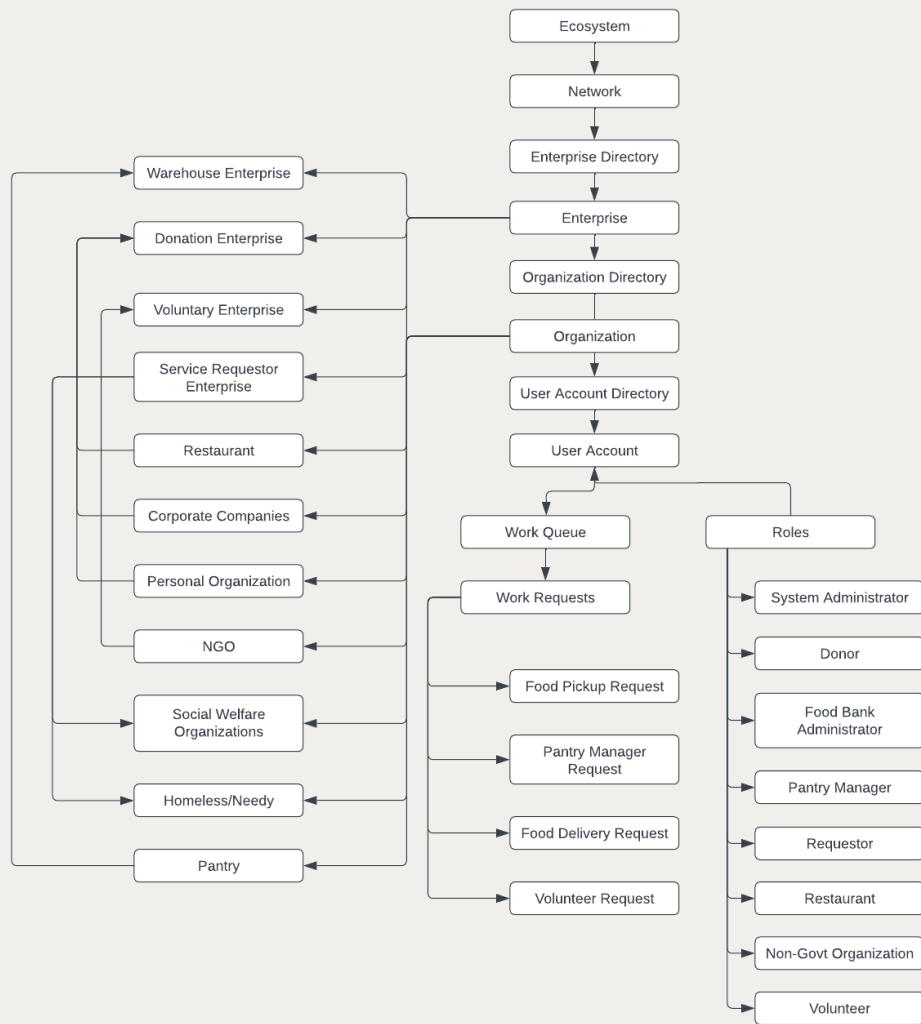 Ecosystem
Network
Enterprise Directory
Enterprise
Organization Directory
Organization
User Account Directory
User Account
Warehouse Enterprise
Donation Enterprise
Voluntary Enterprise
Service Requestor
Enterprise
Restaurant
Corporate Companies
Personal Organization
NGO
Social Welfare
Organizations
Homeless/Needy
Pantry
Work Queue
Work Requests
Food Pickup Request
Pantry Manager
Request
Food Delivery Request
Volunteer Request
Roles
System Administrator
Donor
Food Bank
Administrator
Pantry Manager
Requestor
Restaurant
Non-Govt Organization
Volunteer